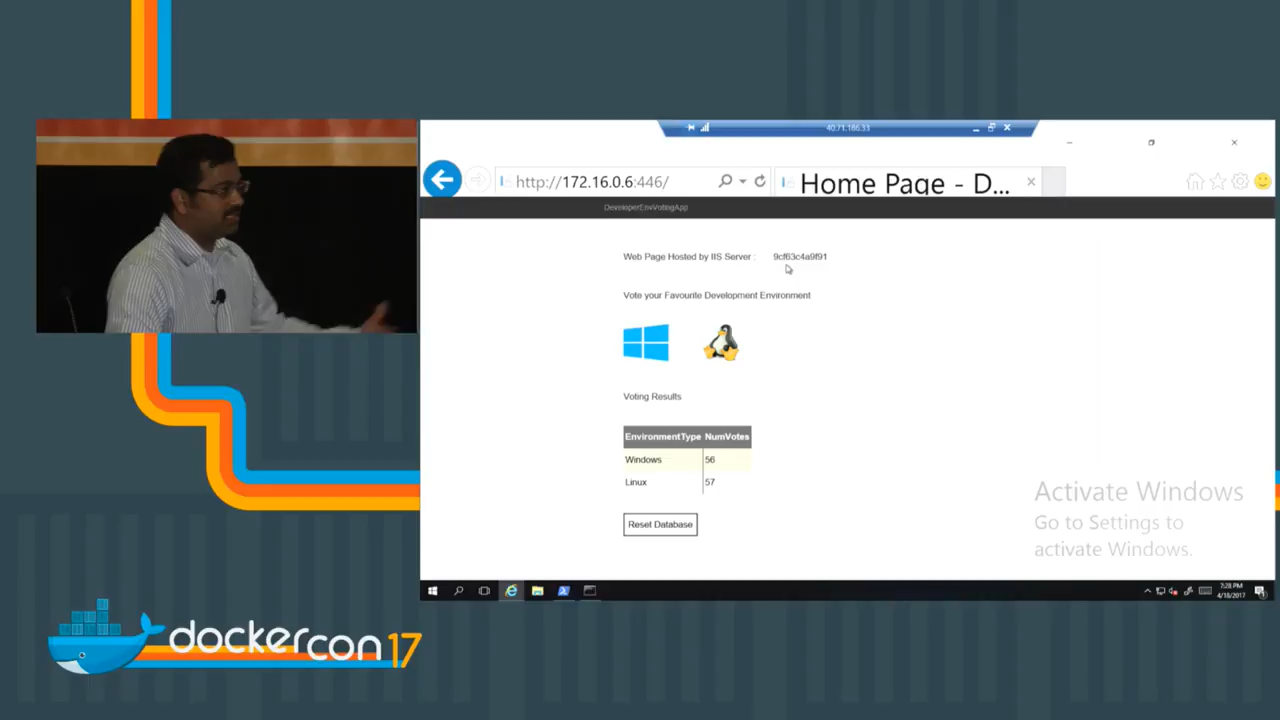 40.71.186.33
http://172.16.0.6:446/
Home Page - D...
DeveloperEnvVotingApp
Web Page Hosted by IIS Server : 9cf63c4a9f91
Vote your Favourite Development Environment
Voting Results
EnvironmentType NumVotes
Windows 56
Linux 57
Reset Database
Activate Windows
Go to Settings to
activate Windows.
7:28 PM
4/18/2017
dockercon 17